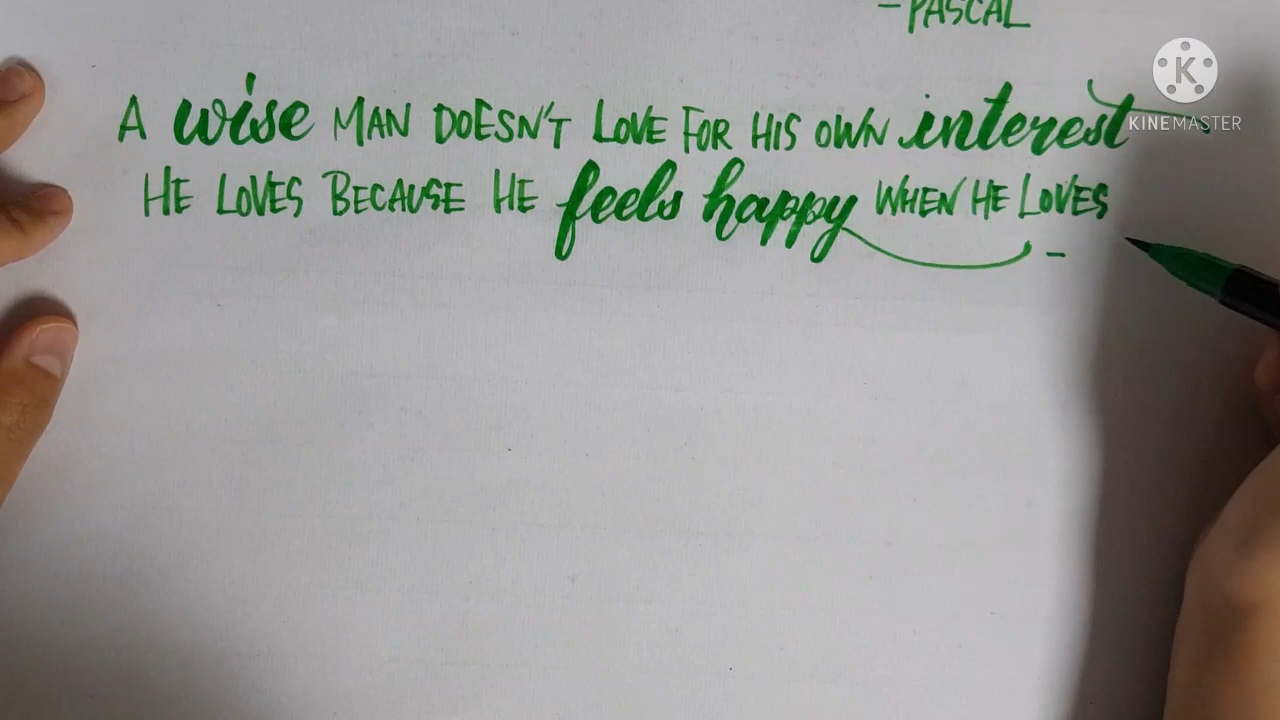 -PASCAL
A wise MAN DOESN'T LOVE FOR HIS OWN interest
HE LOVES BECAUSE HE feels happy WHEN HE LOVES
-
K
KINEMASTER